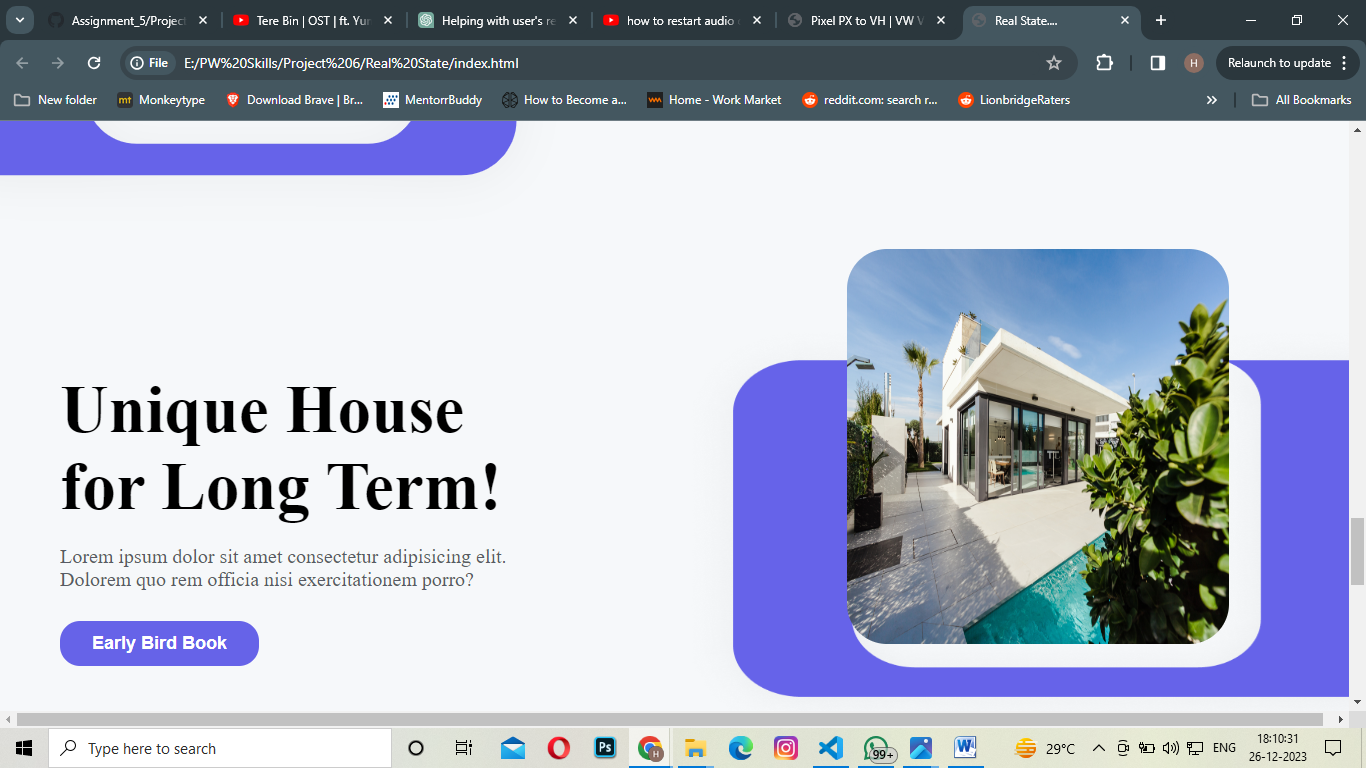 Assignment_5/Project
Tere Bin | OST | ft. Yum
Helping with user's re
how to restart audio
Pixel PX to VH | VW V
Real State....
File
E:/PW%20Skills/Project%206/Real%20State/index.html
H
Relaunch to update
New folder
mt
Monkeytype
Download Brave | Br...
MentorrBuddy
How to Become a...
Home - Work Market
reddit.com: search r...
LionbridgeRaters
All Bookmarks
Unique House
for Long Term!
Lorem ipsum dolor sit amet consectetur adipisicing elit.
Dolorem quo rem officia nisi exercitationem porro?
Early Bird Book
Type here to search
Ps
H
99+
W
29°C
ENG
18:10:31
26-12-2023